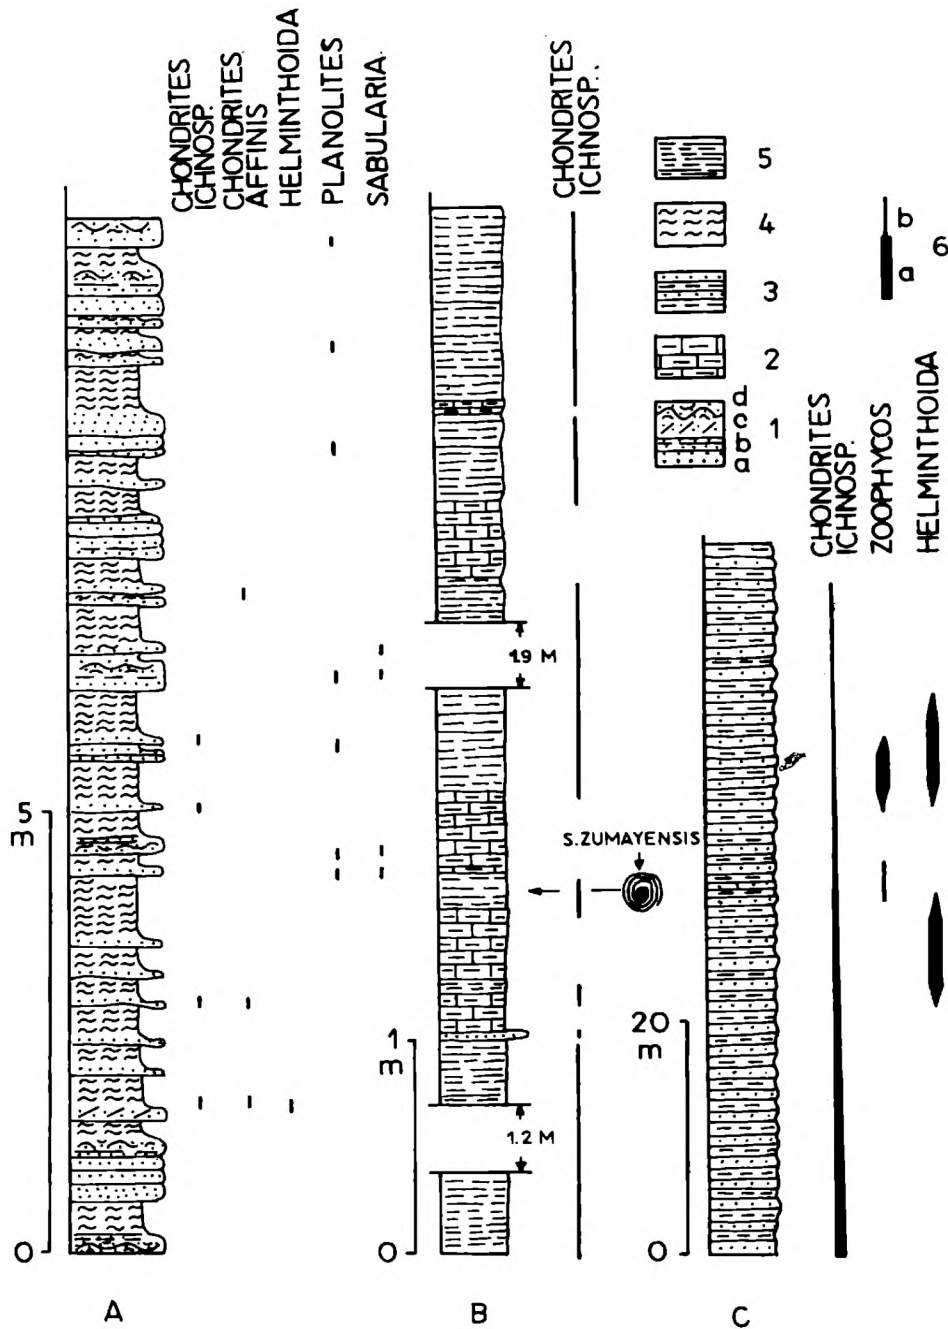 CHONDRITES
ICHNOSP.
CHONDRITES
AFFINIS
HELMINTHOIDA
PLANOLITES
SABULARIA
CHONDRITES
ICHNOSP..
5
4
3
2
d
c
b
a
1
b
a
6
CHONDRITES
ICHNOSP.
ZOOPHYCOS
HELMINTHOIDA
1.9 M
5
m
S.ZUMAYENSIS
1
m
20
m
1.2 M
0
0
0
A
B
C